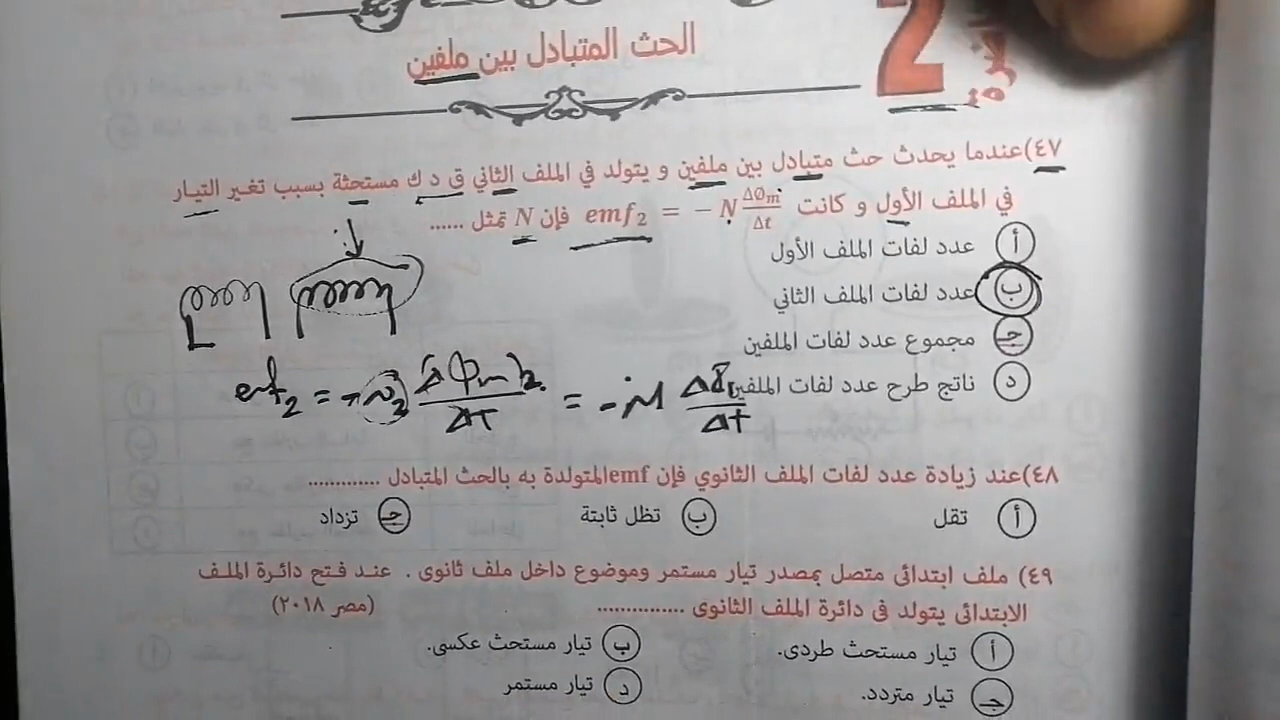 2
الحث المتبادل بين ملفين
٤٧)عندما يحدث حث متبادل بين ملفين و يتولد في الملف الثاني ق د ك مستحثة بسبب تغير التيار
في الملف الأول و كانت emf₂ = −N ΔØₘ/Δt فإن N تمثل ......
أ عدد لفات الملف الأول
ب عدد لفات الملف الثاني
جـ مجموع عدد لفات الملفين
د ناتج طرح عدد لفات الملفين
emf₂ = -N₂ (Δφm)₂/Δt = -M ΔI₁/Δt
٤٨)عند زيادة عدد لفات الملف الثانوي فإن emfالمتولدة به بالحث المتبادل .............
أ تقل ب تظل ثابتة جـ تزداد
٤٩) ملف ابتدائى متصل بمصدر تيار مستمر وموضوع داخل ملف ثانوى . عند فتح دائرة الملف
الابتدائى يتولد فى دائرة الملف الثانوى ............... (مصر ٢٠١٨)
أ تيار مستحث طردى. ب تيار مستحث عكسى.
جـ تيار متردد. د تيار مستمر